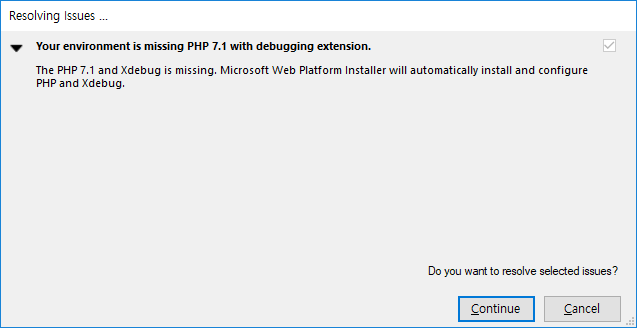 Resolving Issues ...
Your environment is missing PHP 7.1 with debugging extension.
The PHP 7.1 and Xdebug is missing. Microsoft Web Platform Installer will automatically install and configure
PHP and Xdebug.
Do you want to resolve selected issues?
Continue
Cancel